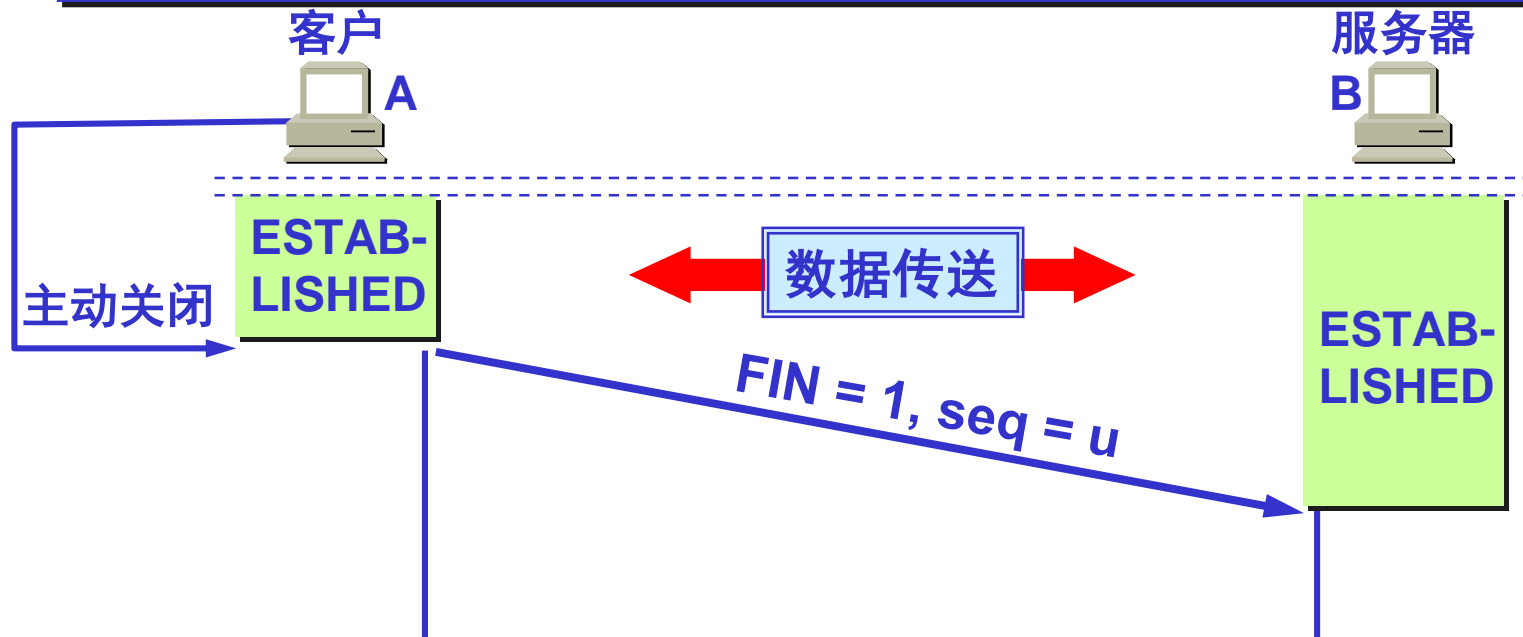 客户
服务器
A
B
ESTAB-
LISHED
数据传送
主动关闭
ESTAB-
LISHED
FIN = 1, seq = u